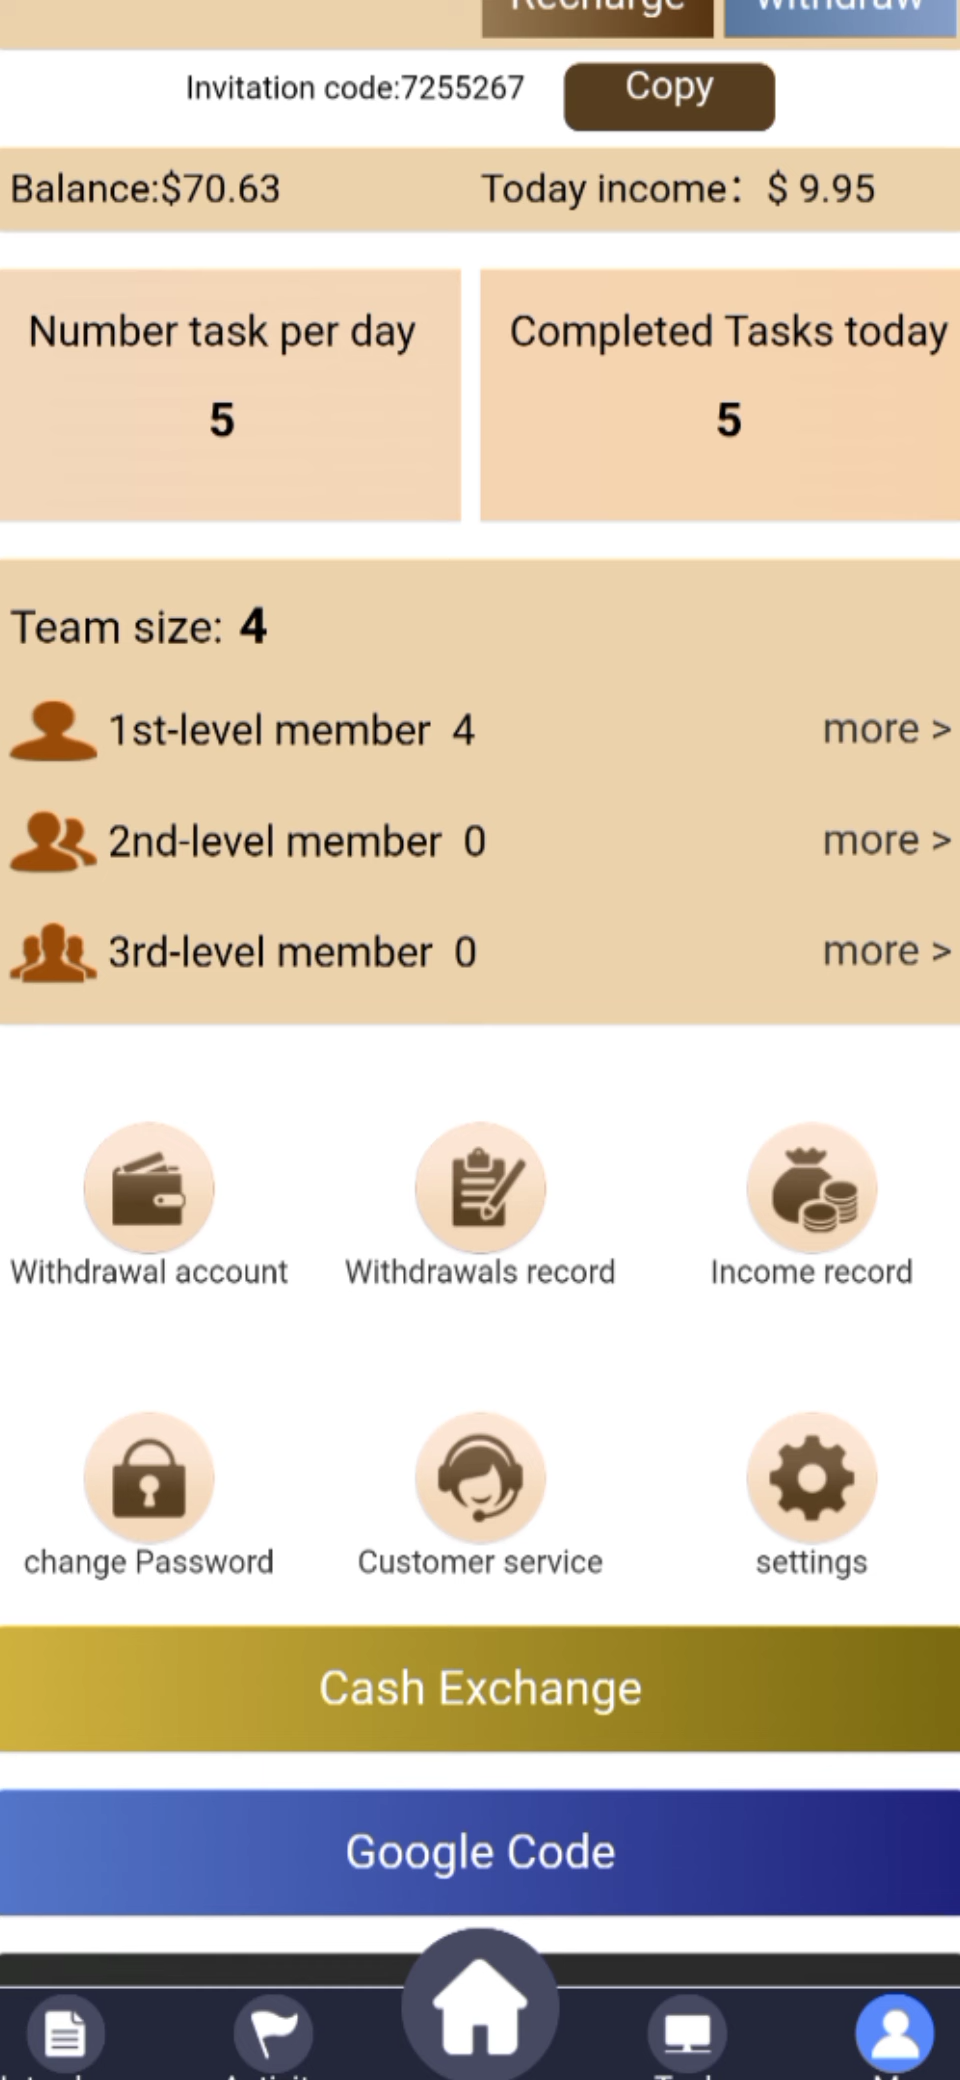 Recharge
Withdraw
Invitation code:7255267
Copy
Balance:$70.63
Today income： $ 9.95
Number task per day
5
Completed Tasks today
5
Team size: 4
1st-level member 4
more >
2nd-level member 0
more >
3rd-level member 0
more >
Withdrawal account
Withdrawals record
Income record
change Password
Customer service
settings
Cash Exchange
Google Code